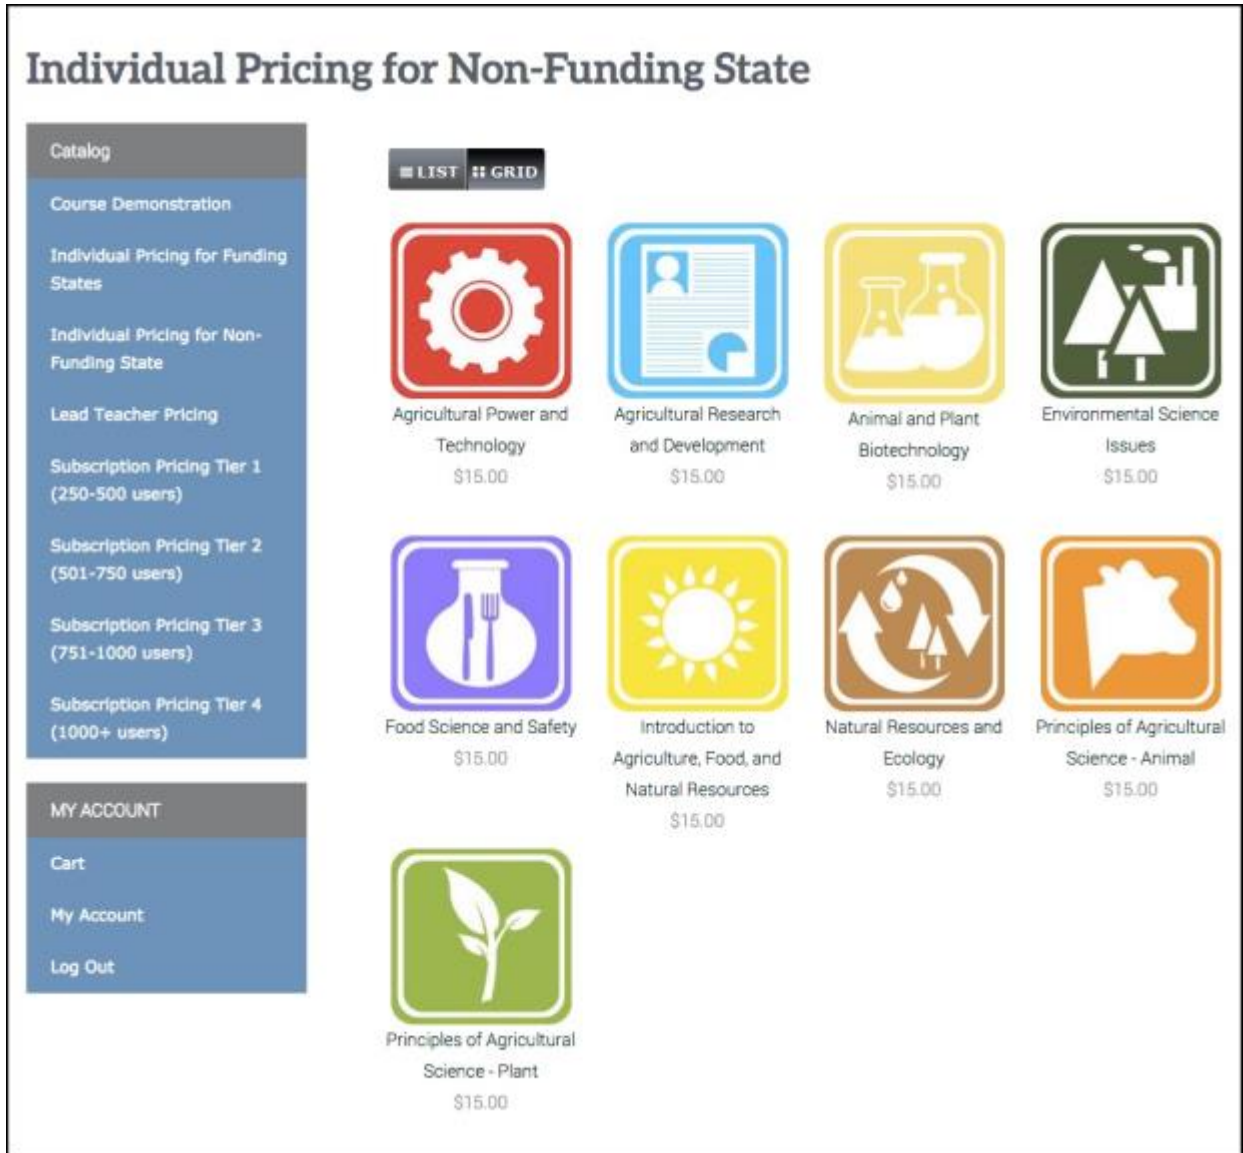 Individual Pricing for Non-Funding State
Catalog
Course Demonstration
Individual Pricing for Funding
States
Individual Pricing for Non-
Funding State
Lead Teacher Pricing
Subscription Pricing Tier 1
(250-500 users)
Subscription Pricing Tier 2
(501-750 users)
Subscription Pricing Tier 3
(751-1000 users)
Subscription Pricing Tier 4
(1000+ users)
MY ACCOUNT
Cart
My Account
Log Out
LIST GRID
Agricultural Power and
Technology
$15.00
Agricultural Research
and Development
$15.00
Animal and Plant
Biotechnology
$15.00
Environmental Science
Issues
$15.00
Food Science and Safety
$15.00
Introduction to
Agriculture, Food, and
Natural Resources
$15.00
Natural Resources and
Ecology
$15.00
Principles of Agricultural
Science - Animal
$15.00
Principles of Agricultural
Science - Plant
$15.00